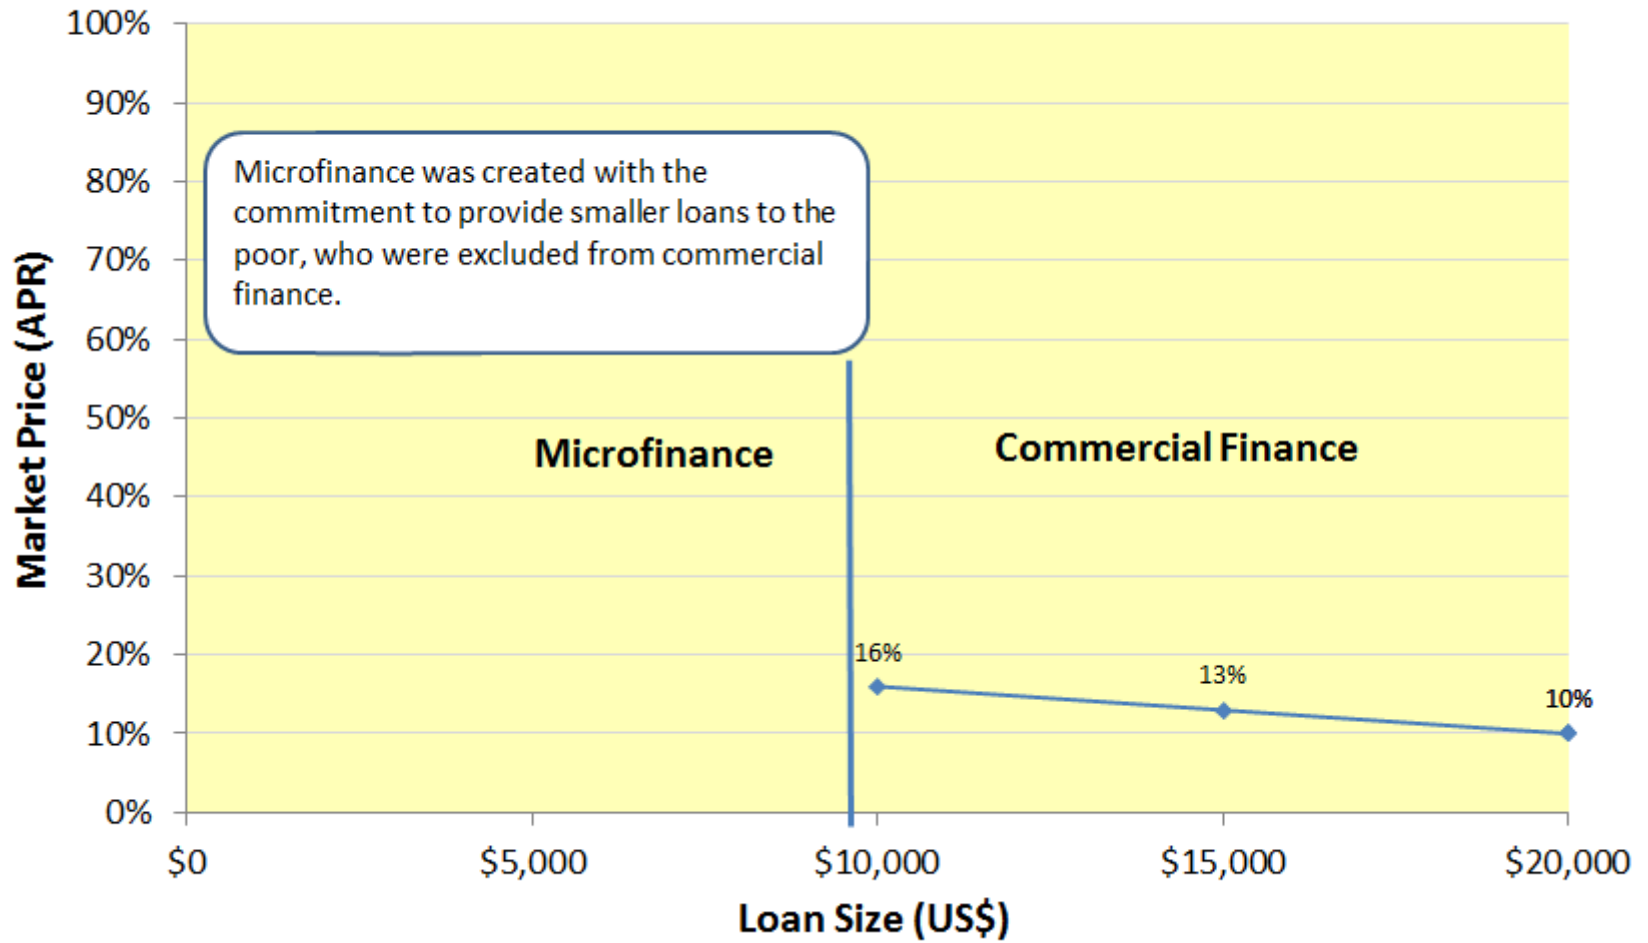 100%
90%
80%
70%
60%
50%
40%
30%
20%
10%
0%
Market Price (APR)
Microfinance was created with the
commitment to provide smaller loans to the
poor, who were excluded from commercial
finance.
Microfinance
Commercial Finance
16%
13%
10%
$0
$5,000
$10,000
$15,000
$20,000
Loan Size (US$)